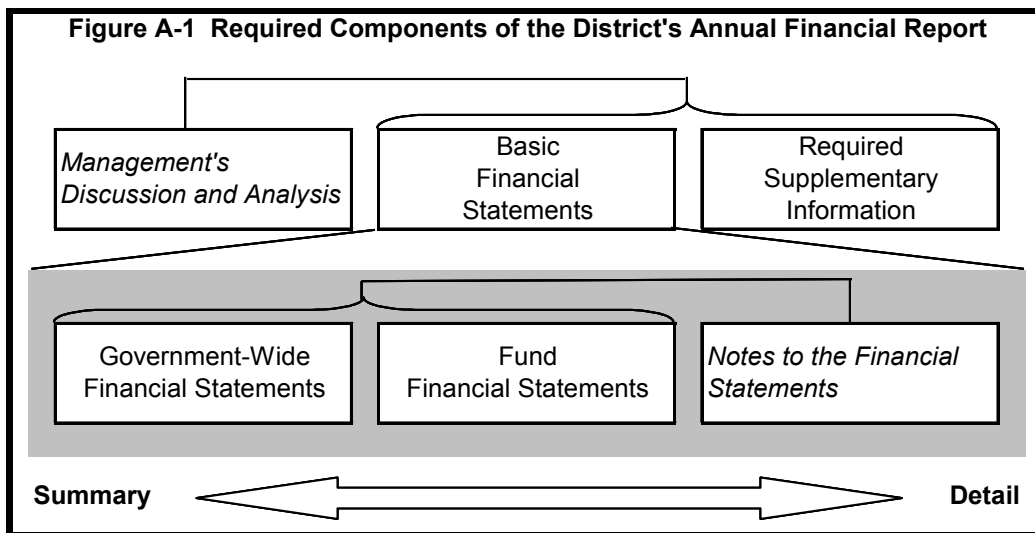 Figure A-1  Required Components of the District's Annual Financial Report
Management's
Discussion and Analysis
Basic
Financial
Statements
Required
Supplementary
Information
Government-Wide
Financial Statements
Fund
Financial Statements
Notes to the Financial
Statements
Summary
Detail